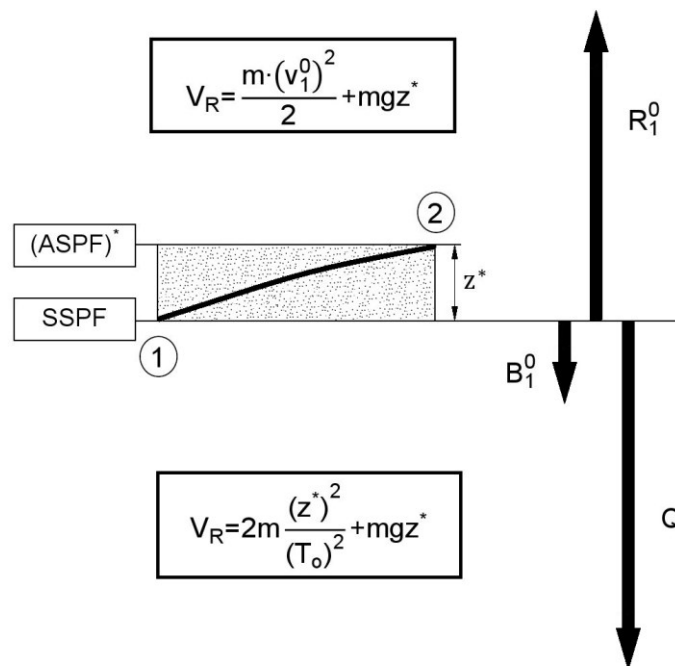 V_R = m·(v_1^0)^2 / 2 + mgz*
R_1^0
2
(ASPF)*
z*
SSPF
1
B_1^0
V_R = 2m (z*)^2 / (T_o)^2 + mgz*
Q